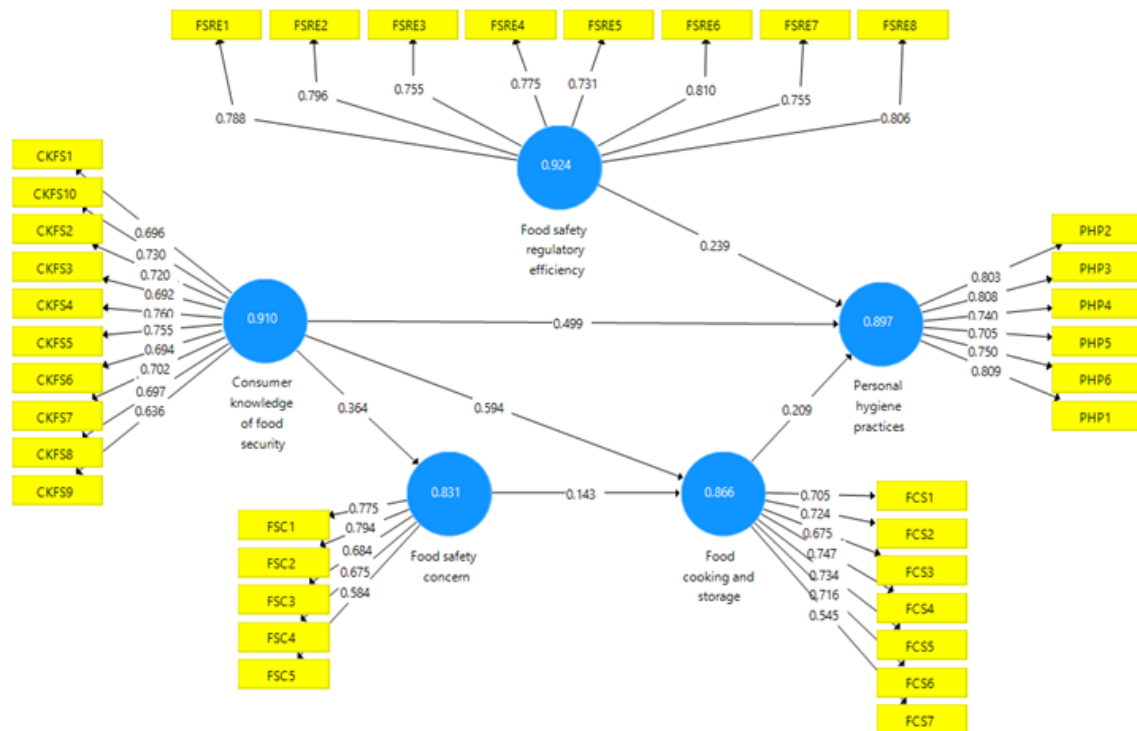 FSRE1 FSRE2 FSRE3 FSRE4 FSRE5 FSRE6 FSRE7 FSRE8
0.788 0.796 0.755 0.775 0.731 0.810 0.755 0.806
0.924
Food safety
regulatory
efficiency
CKFS1
CKFS10
CKFS2
CKFS3
CKFS4
CKFS5
CKFS6
CKFS7
CKFS8
CKFS9
0.696
0.730
0.720
0.692
0.760
0.755
0.694
0.702
0.697
0.636
0.910
Consumer
knowledge
of food
security
0.239
0.499
0.364
0.594
0.209
0.143
0.897
Personal
hygiene
practices
0.803
0.808
0.740
0.705
0.750
0.809
PHP2
PHP3
PHP4
PHP5
PHP6
PHP1
0.831
Food safety
concern
0.775
0.794
0.684
0.675
0.584
FSC1
FSC2
FSC3
FSC4
FSC5
0.866
Food
cooking and
storage
0.705
0.724
0.675
0.747
0.734
0.716
0.545
FCS1
FCS2
FCS3
FCS4
FCS5
FCS6
FCS7